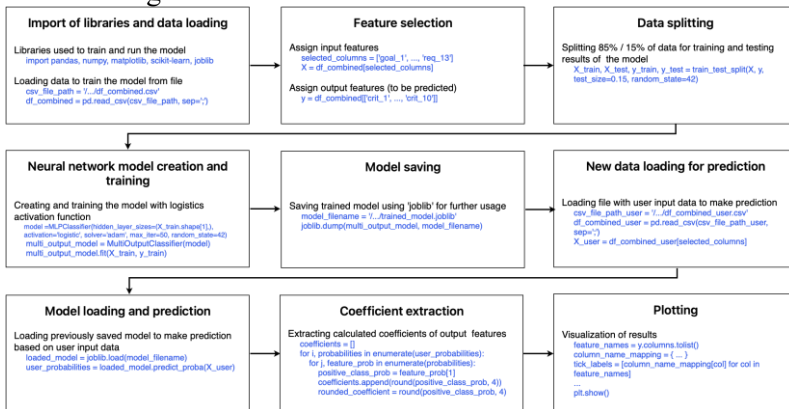 Import of libraries and data loading
Libraries used to train and run the model
import pandas, numpy, matplotlib, scikit-learn, joblib
Loading data to train the model from file
csv_file_path = '/.../df_combined.csv'
df_combined = pd.read_csv(csv_file_path, sep=';')
Feature selection
Assign input features
selected_columns = ['goal_1', ..., 'req_13']
X = df_combined[selected_columns]
Assign output features (to be predicted)
y = df_combined[['crit_1', ..., 'crit_10']]
Data splitting
Splitting 85% / 15% of data for training and testing
results of the model
X_train, X_test, y_train, y_test = train_test_split(X, y,
test_size=0.15, random_state=42)
Neural network model creation and
training
Creating and training the model with logistics
activation function
model =MLPClassifier(hidden_layer_sizes=(X_train.shape[1],),
activation='logistic', solver='adam', max_iter=50, random_state=42)
multi_output_model = MultiOutputClassifier(model)
multi_output_model.fit(X_train, y_train)
Model saving
Saving trained model using 'joblib' for further usage
model_filename = '/.../trained_model.joblib'
joblib.dump(multi_output_model, model_filename)
New data loading for prediction
Loading file with user input data to make prediction
csv_file_path_user = '/.../df_combined_user.csv'
df_combined_user = pd.read_csv(csv_file_path_user,
sep=';')
X_user = df_combined_user[selected_columns]
Model loading and prediction
Loading previously saved model to make prediction
based on user input data
loaded_model = joblib.load(model_filename)
user_probabilities = loaded_model.predict_proba(X_user)
Coefficient extraction
Extracting calculated coefficients of output features
coefficients = []
for i, probabilities in enumerate(user_probabilities):
for j, feature_prob in enumerate(probabilities):
positive_class_prob = feature_prob[1]
coefficients.append(round(positive_class_prob, 4))
rounded_coefficient = round(positive_class_prob, 4)
Plotting
Visualization of results
feature_names = y.columns.tolist()
column_name_mapping = { ... }
tick_labels = [column_name_mapping[col] for col in
feature_names]
...
plt.show()